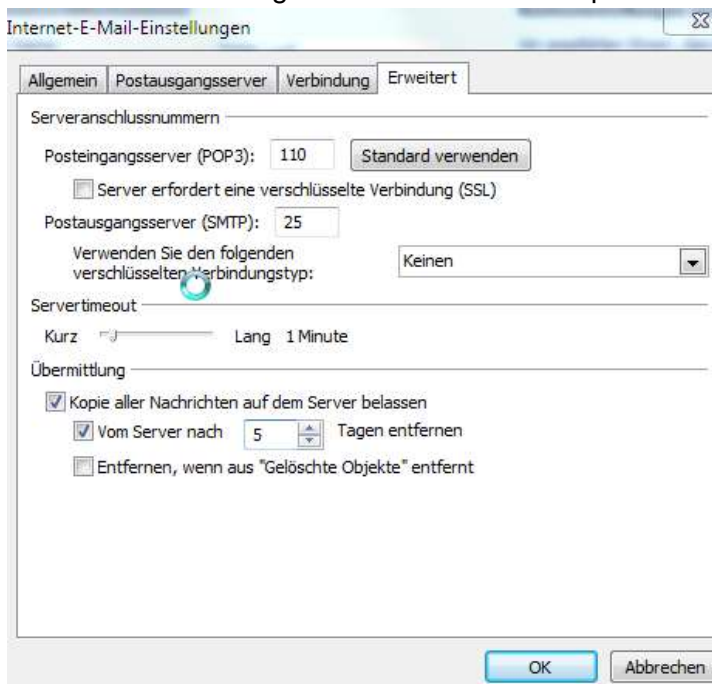 Internet-E-Mail-Einstellungen
Allgemein Postausgangsserver Verbindung Erweitert
Serveranschlussnummern
Posteingangsserver (POP3): 110 Standard verwenden
Server erfordert eine verschlüsselte Verbindung (SSL)
Postausgangsserver (SMTP): 25
Verwenden Sie den folgenden
verschlüsselten Verbindungstyp: Keinen
Servertimeout
Kurz Lang 1 Minute
Übermittlung
Kopie aller Nachrichten auf dem Server belassen
Vom Server nach 5 Tagen entfernen
Entfernen, wenn aus "Gelöschte Objekte" entfernt
OK Abbrechen